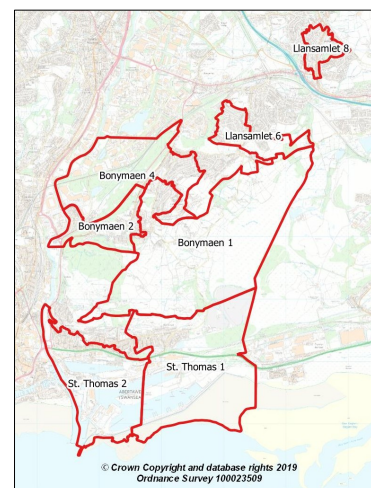 Llansamlet 8
Llansamlet 6
Bonymaen 4
Bonymaen 2
Bonymaen 1
St. Thomas 1
St. Thomas 2
© Crown Copyright and database rights 2019
Ordnance Survey 100023509